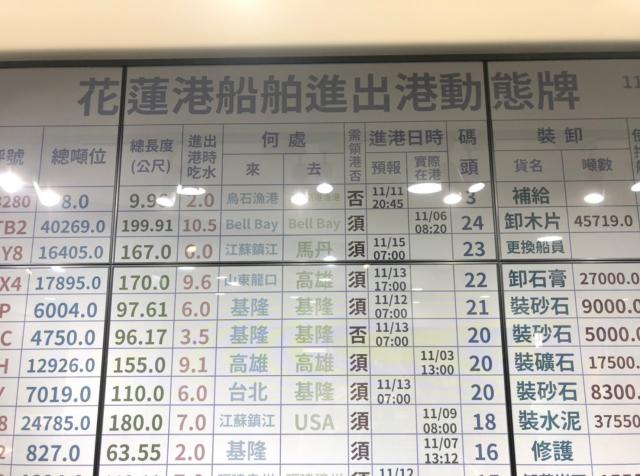 花蓮港船舶進出港動態牌 11
呼號 總噸位 總長度(公尺) 進出港時吃水 何處 來 去 需領港否 進港日時 預報 實際在港 碼頭 裝卸 貨名 噸數
3280 8.0 2.0 烏石漁港 否 11/11 20:45 3 補給
TB2 40269.0 199.91 10.5 Bell Bay Bell Bay 須 11/06 08:20 24 卸木片 45719.0
Y8 16405.0 167.0 6.0 江蘇鎮江 馬丹 須 11/15 07:00 23 更換船員
X4 17895.0 170.0 9.6 山東龍口 高雄 須 11/13 17:00 22 卸石膏 27000.0
P 6004.0 97.61 6.0 基隆 基隆 須 11/12 07:00 21 裝砂石 9000.0
C 4750.0 96.17 3.5 基隆 基隆 否 11/13 07:00 20 裝砂石 5000.0
H 12926.0 155.0 9.1 高雄 高雄 須 11/03 13:00 20 裝礦石 17500.
7019.0 110.0 6.0 台北 基隆 須 11/13 07:00 20 裝砂石 8300.
8 24785.0 180.0 7.0 江蘇鎮江 USA 須 11/09 08:00 18 裝水泥 37550
2 827.0 63.55 2.0 基隆 須 11/07 13:12 16 修護
11/12